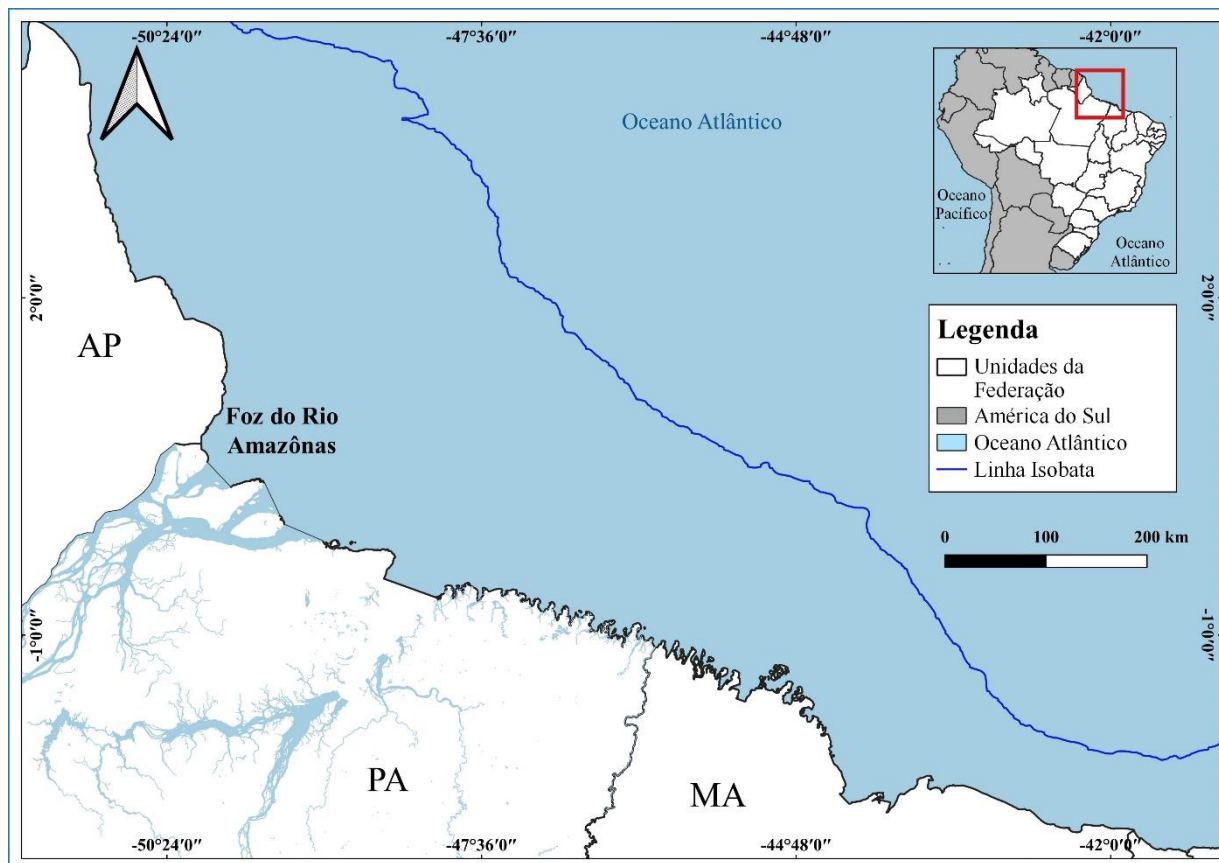 -50°24'0″ -47°36'0″ -44°48'0″ -42°0'0″
Oceano Atlântico
Oceano
Pacífico
Oceano
Atlântico
2°0'0″ 2°0'0″
AP
Foz do Rio
Amazônas
Legenda
Unidades da
Federação
América do Sul
Oceano Atlântico
Linha Isobata
0 100 200 km
-1°0'0″ -1°0'0″
PA
MA
-50°24'0″ -47°36'0″ -44°48'0″ -42°0'0″